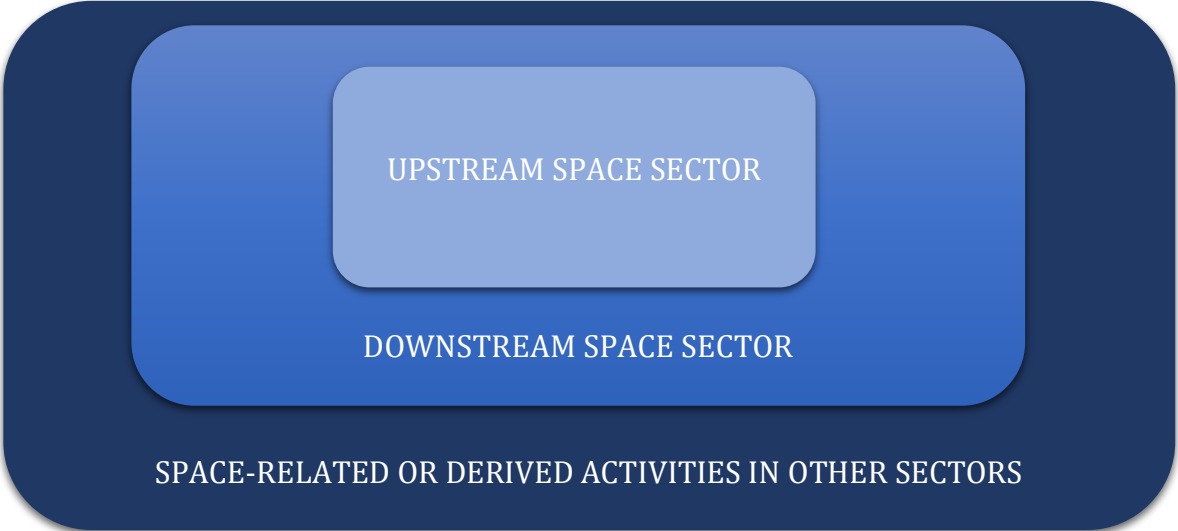 UPSTREAM SPACE SECTOR
DOWNSTREAM SPACE SECTOR
SPACE-RELATED OR DERIVED ACTIVITIES IN OTHER SECTORS